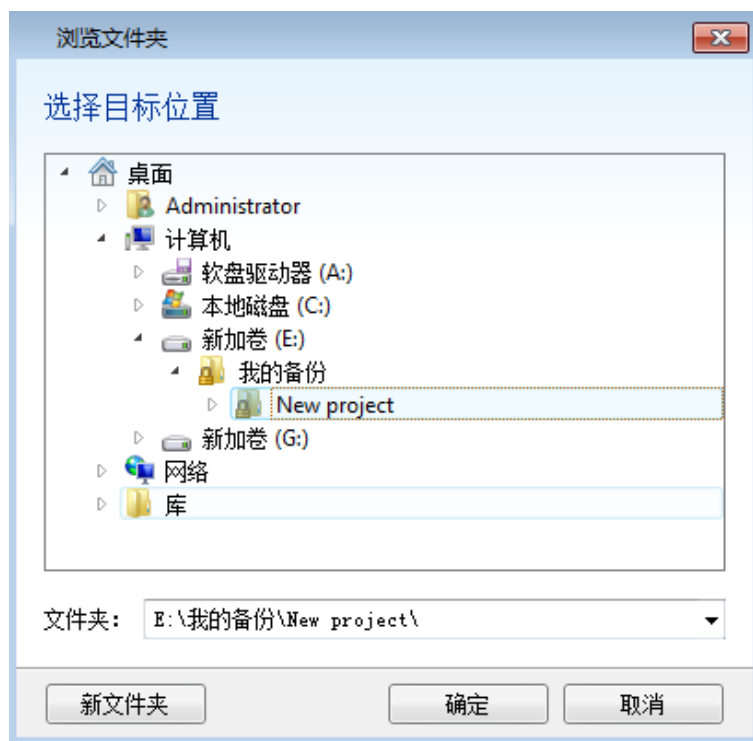 浏览文件夹
选择目标位置
桌面
Administrator
计算机
软盘驱动器 (A:)
本地磁盘 (C:)
新加卷 (E:)
我的备份
New project
新加卷 (G:)
网络
库
文件夹： E:\我的备份\New project\
新文件夹 确定 取消